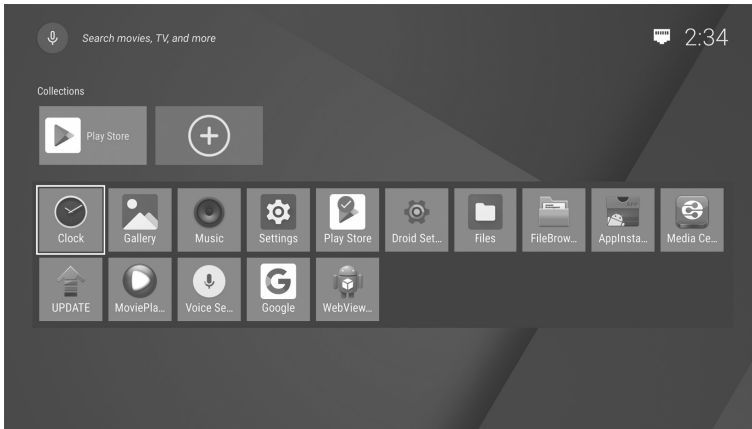 Search movies, TV, and more
2:34
Collections
Play Store
Clock Gallery Music Settings Play Store Droid Set... Files FileBrow... AppInsta... Media Ce...
UPDATE MoviePla... Voice Se... Google WebView...